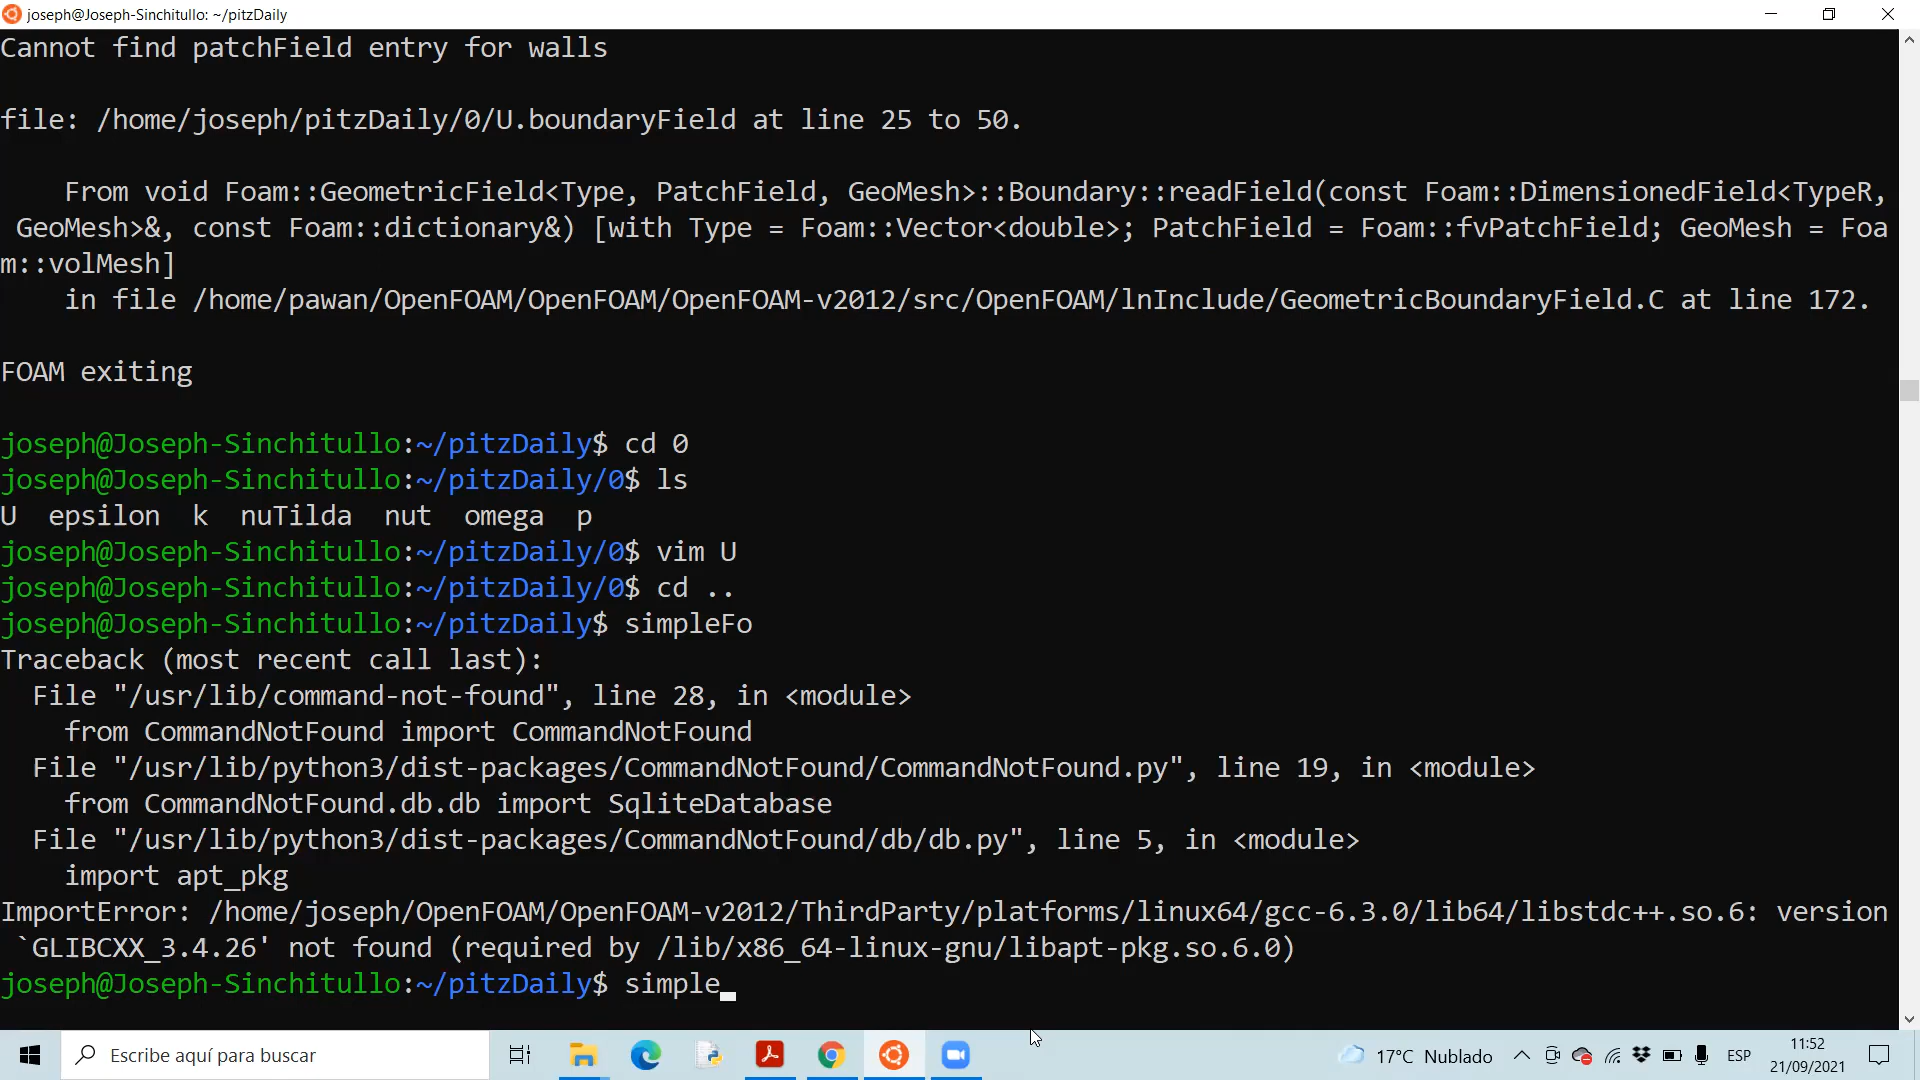 joseph@Joseph-Sinchitullo: ~/pitzDaily
Cannot find patchField entry for walls
file: /home/joseph/pitzDaily/0/U.boundaryField at line 25 to 50.
    From void Foam::GeometricField<Type, PatchField, GeoMesh>::Boundary::readField(const Foam::DimensionedField<TypeR,
 GeoMesh>&, const Foam::dictionary&) [with Type = Foam::Vector<double>; PatchField = Foam::fvPatchField; GeoMesh = Foa
m::volMesh]
    in file /home/pawan/OpenFOAM/OpenFOAM/OpenFOAM-v2012/src/OpenFOAM/lnInclude/GeometricBoundaryField.C at line 172.
FOAM exiting
joseph@Joseph-Sinchitullo:~/pitzDaily$ cd 0
joseph@Joseph-Sinchitullo:~/pitzDaily/0$ ls
U  epsilon  k  nuTilda  nut  omega  p
joseph@Joseph-Sinchitullo:~/pitzDaily/0$ vim U
joseph@Joseph-Sinchitullo:~/pitzDaily/0$ cd ..
joseph@Joseph-Sinchitullo:~/pitzDaily$ simpleFo
Traceback (most recent call last):
  File "/usr/lib/command-not-found", line 28, in <module>
    from CommandNotFound import CommandNotFound
  File "/usr/lib/python3/dist-packages/CommandNotFound/CommandNotFound.py", line 19, in <module>
    from CommandNotFound.db.db import SqliteDatabase
  File "/usr/lib/python3/dist-packages/CommandNotFound/db/db.py", line 5, in <module>
    import apt_pkg
ImportError: /home/joseph/OpenFOAM/OpenFOAM-v2012/ThirdParty/platforms/linux64/gcc-6.3.0/lib64/libstdc++.so.6: version
 `GLIBCXX_3.4.26' not found (required by /lib/x86_64-linux-gnu/libapt-pkg.so.6.0)
joseph@Joseph-Sinchitullo:~/pitzDaily$ simple_
Escribe aquí para buscar
17°C Nublado
ESP
11:52
21/09/2021